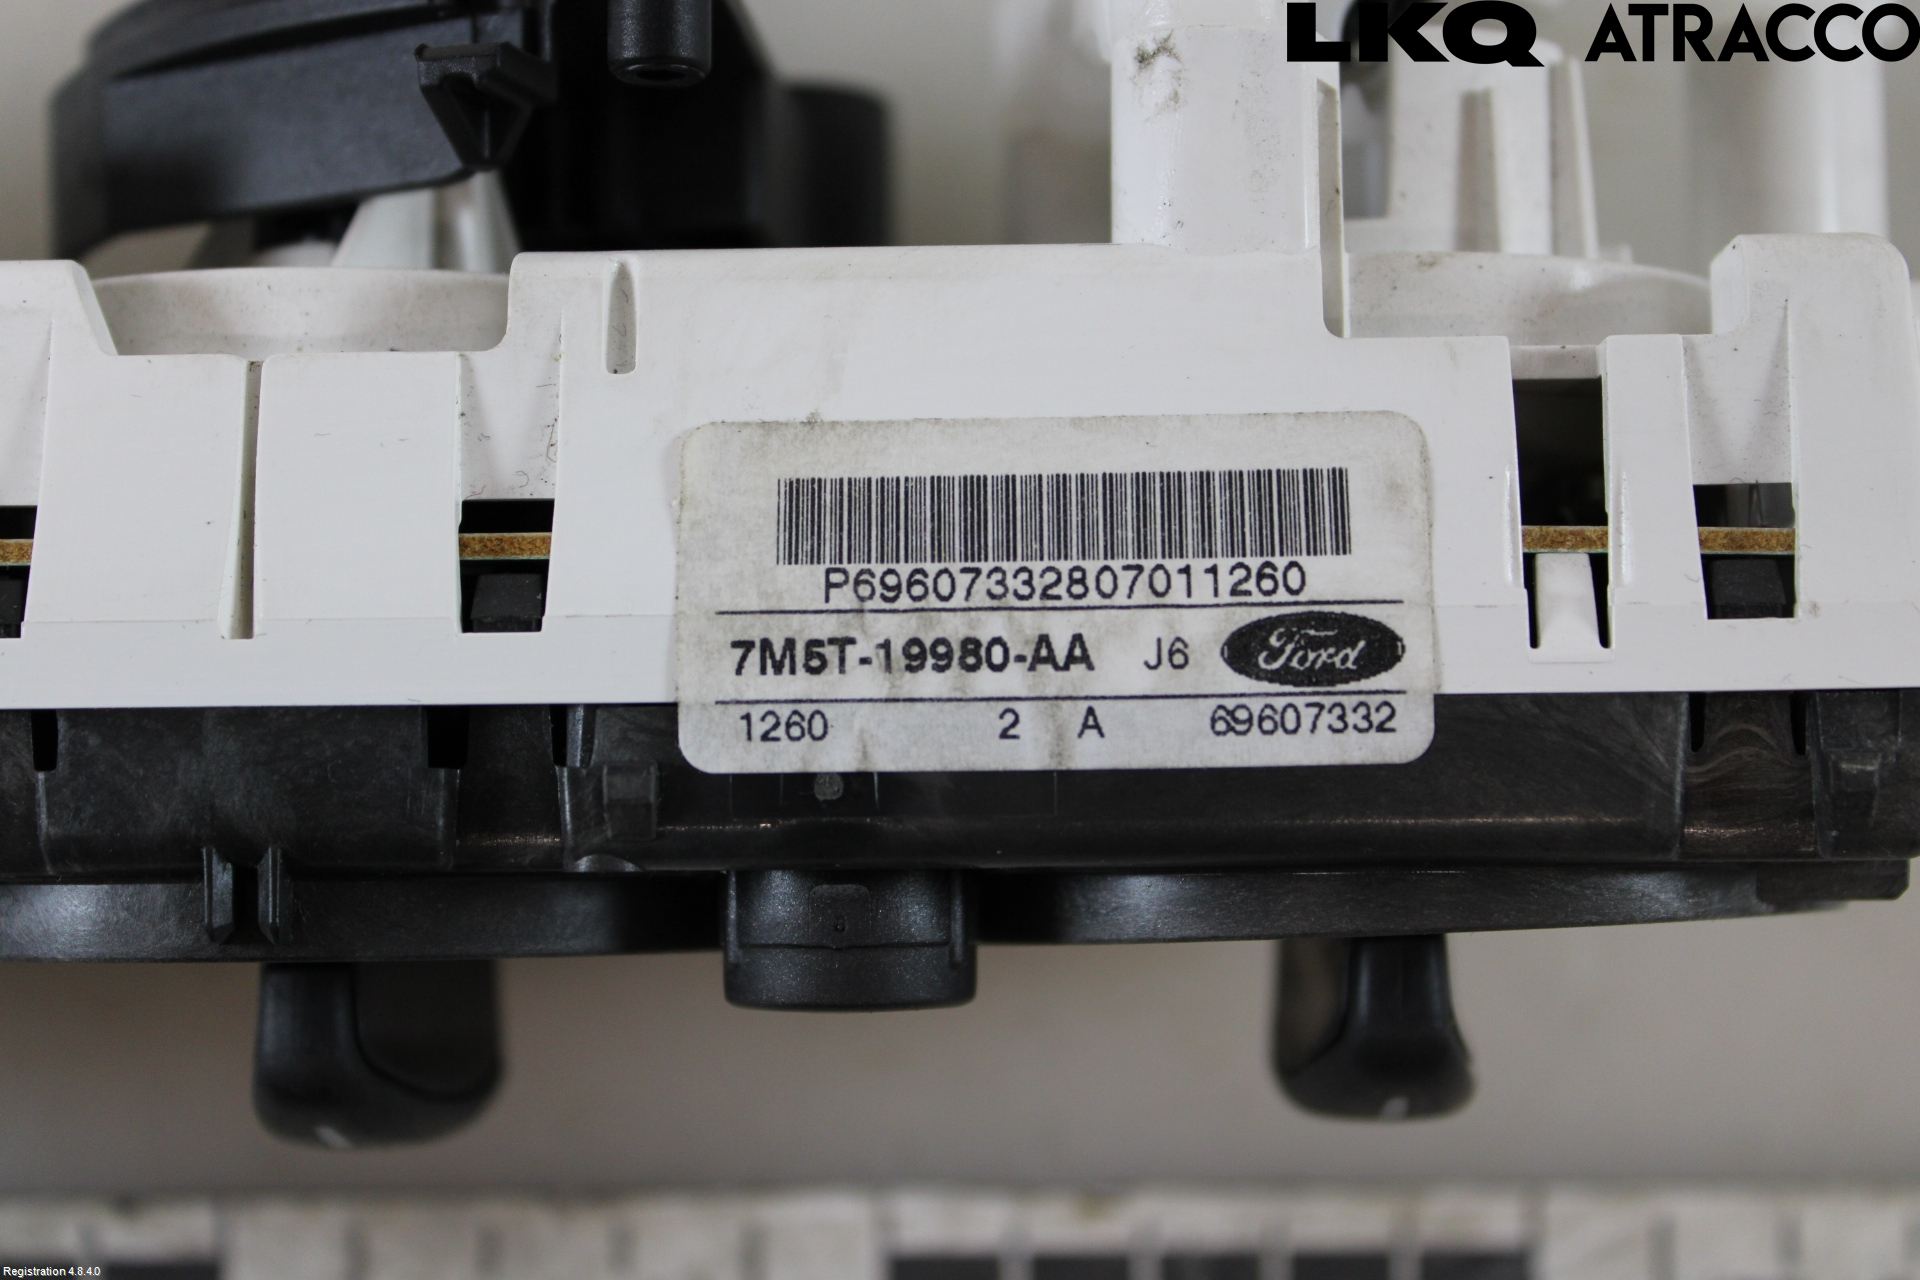 LKQ ATRACCO
P69607332807011260
7M5T-19980-AA J6 Ford
1260 2 A 69607332
Registration 4.8.4.0